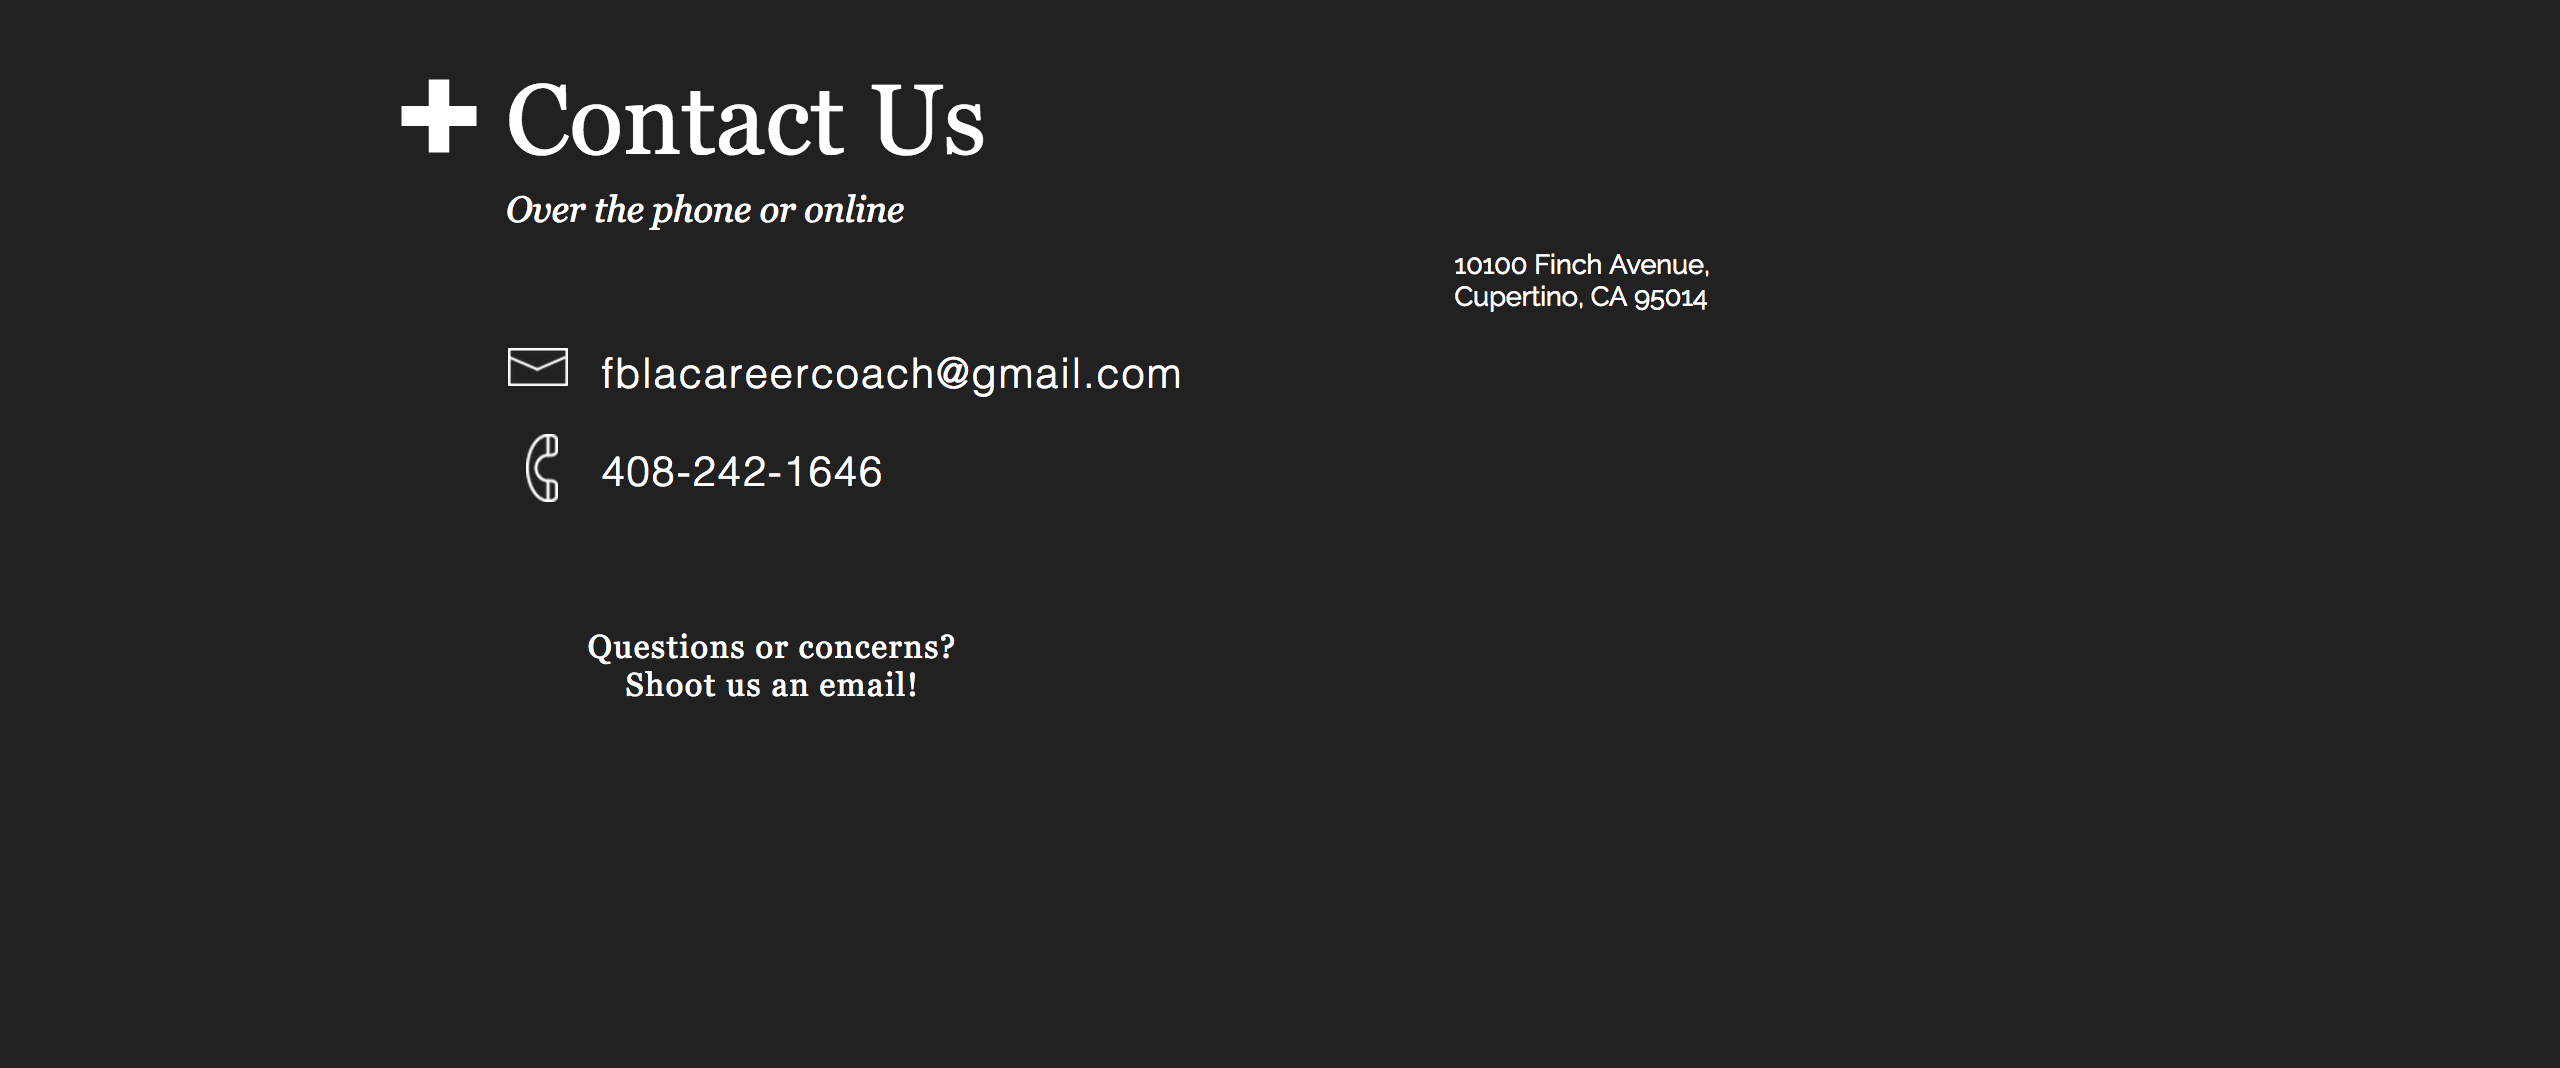 Contact Us
Over the phone or online
10100 Finch Avenue,
Cupertino, CA 95014
fblacareercoach@gmail.com
408-242-1646
Questions or concerns?
Shoot us an email!